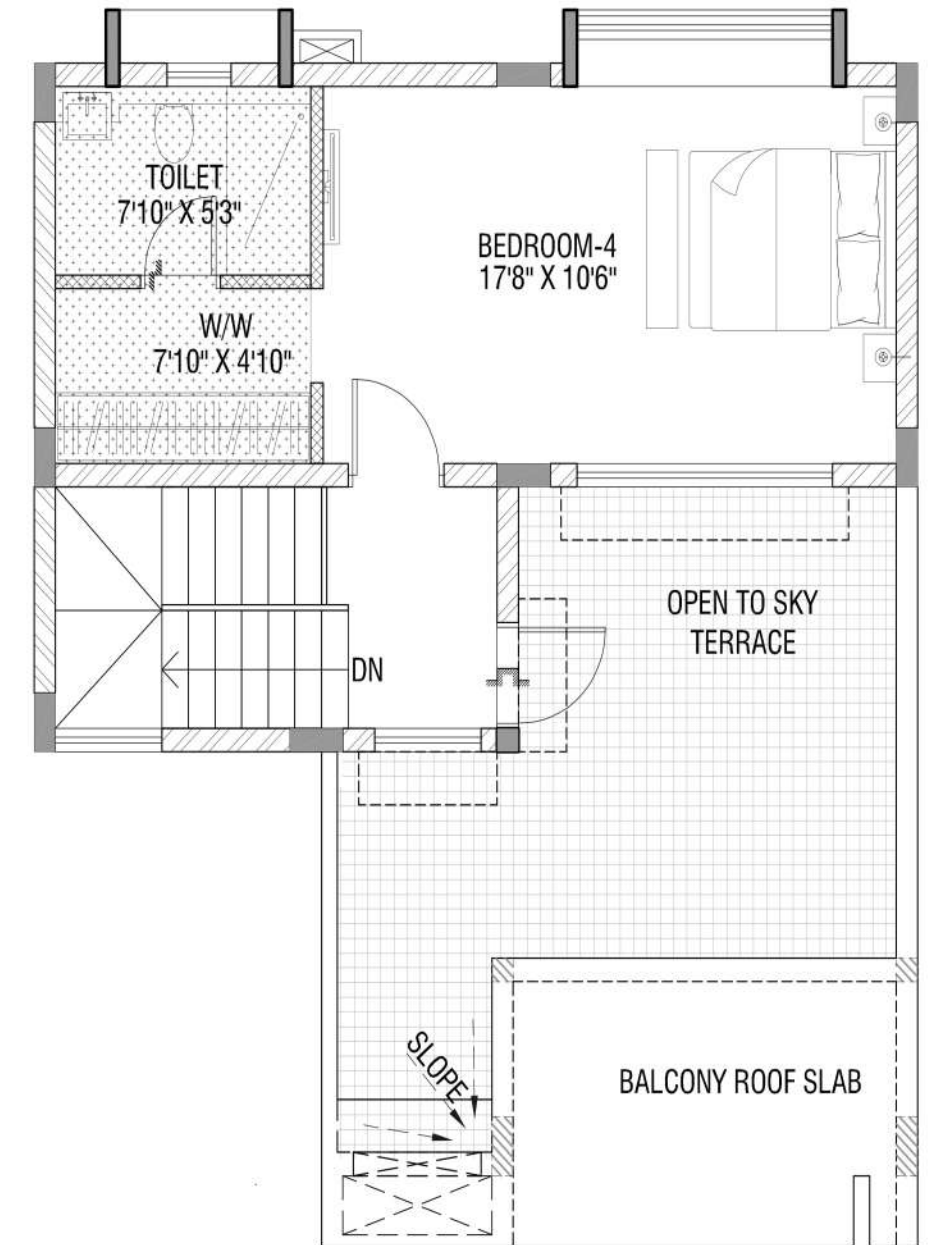 TOILET
7'10" X 5'3"
BEDROOM-4
17'8" X 10'6"
W/W
7'10" X 4'10"
OPEN TO SKY
TERRACE
DN
SLOPE
BALCONY ROOF SLAB